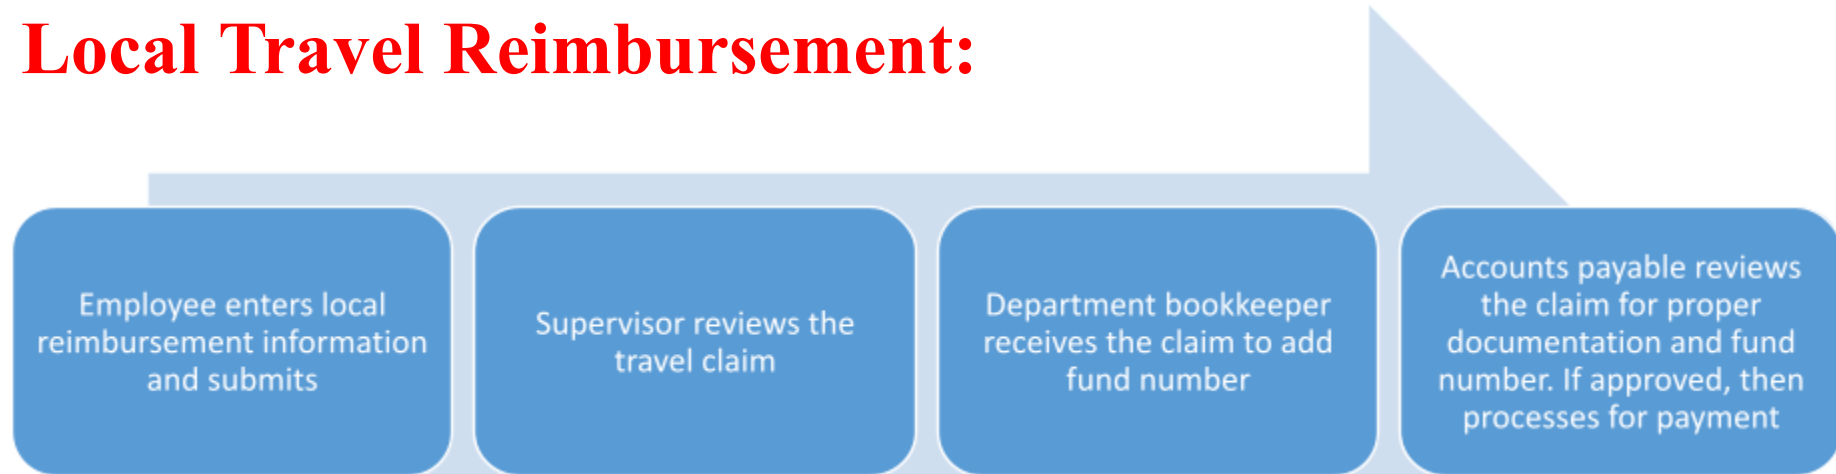 Local Travel Reimbursement:
Employee enters local
reimbursement information
and submits
Supervisor reviews the
travel claim
Department bookkeeper
receives the claim to add
fund number
Accounts payable reviews
the claim for proper
documentation and fund
number. If approved, then
processes for payment